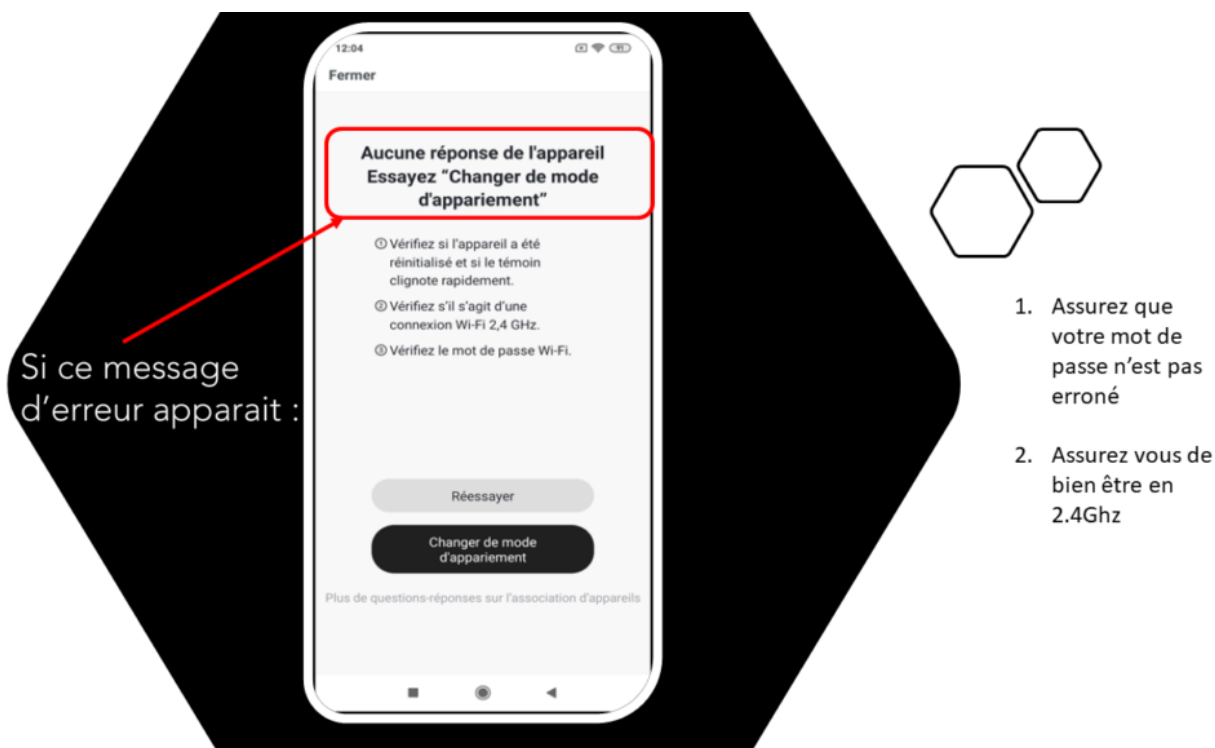 12:04
91
Fermer
Aucune réponse de l'appareil
Essayez “Changer de mode
d'appariement”
① Vérifiez si l'appareil a été
réinitialisé et si le témoin
clignote rapidement.
② Vérifiez s'il s'agit d'une
connexion Wi-Fi 2,4 GHz.
③ Vérifiez le mot de passe Wi-Fi.
Si ce message
d'erreur apparait :
Réessayer
Changer de mode
d'appariement
Plus de questions-réponses sur l'association d'appareils
1. Assurez que
votre mot de
passe n'est pas
erroné
2. Assurez vous de
bien être en
2.4Ghz